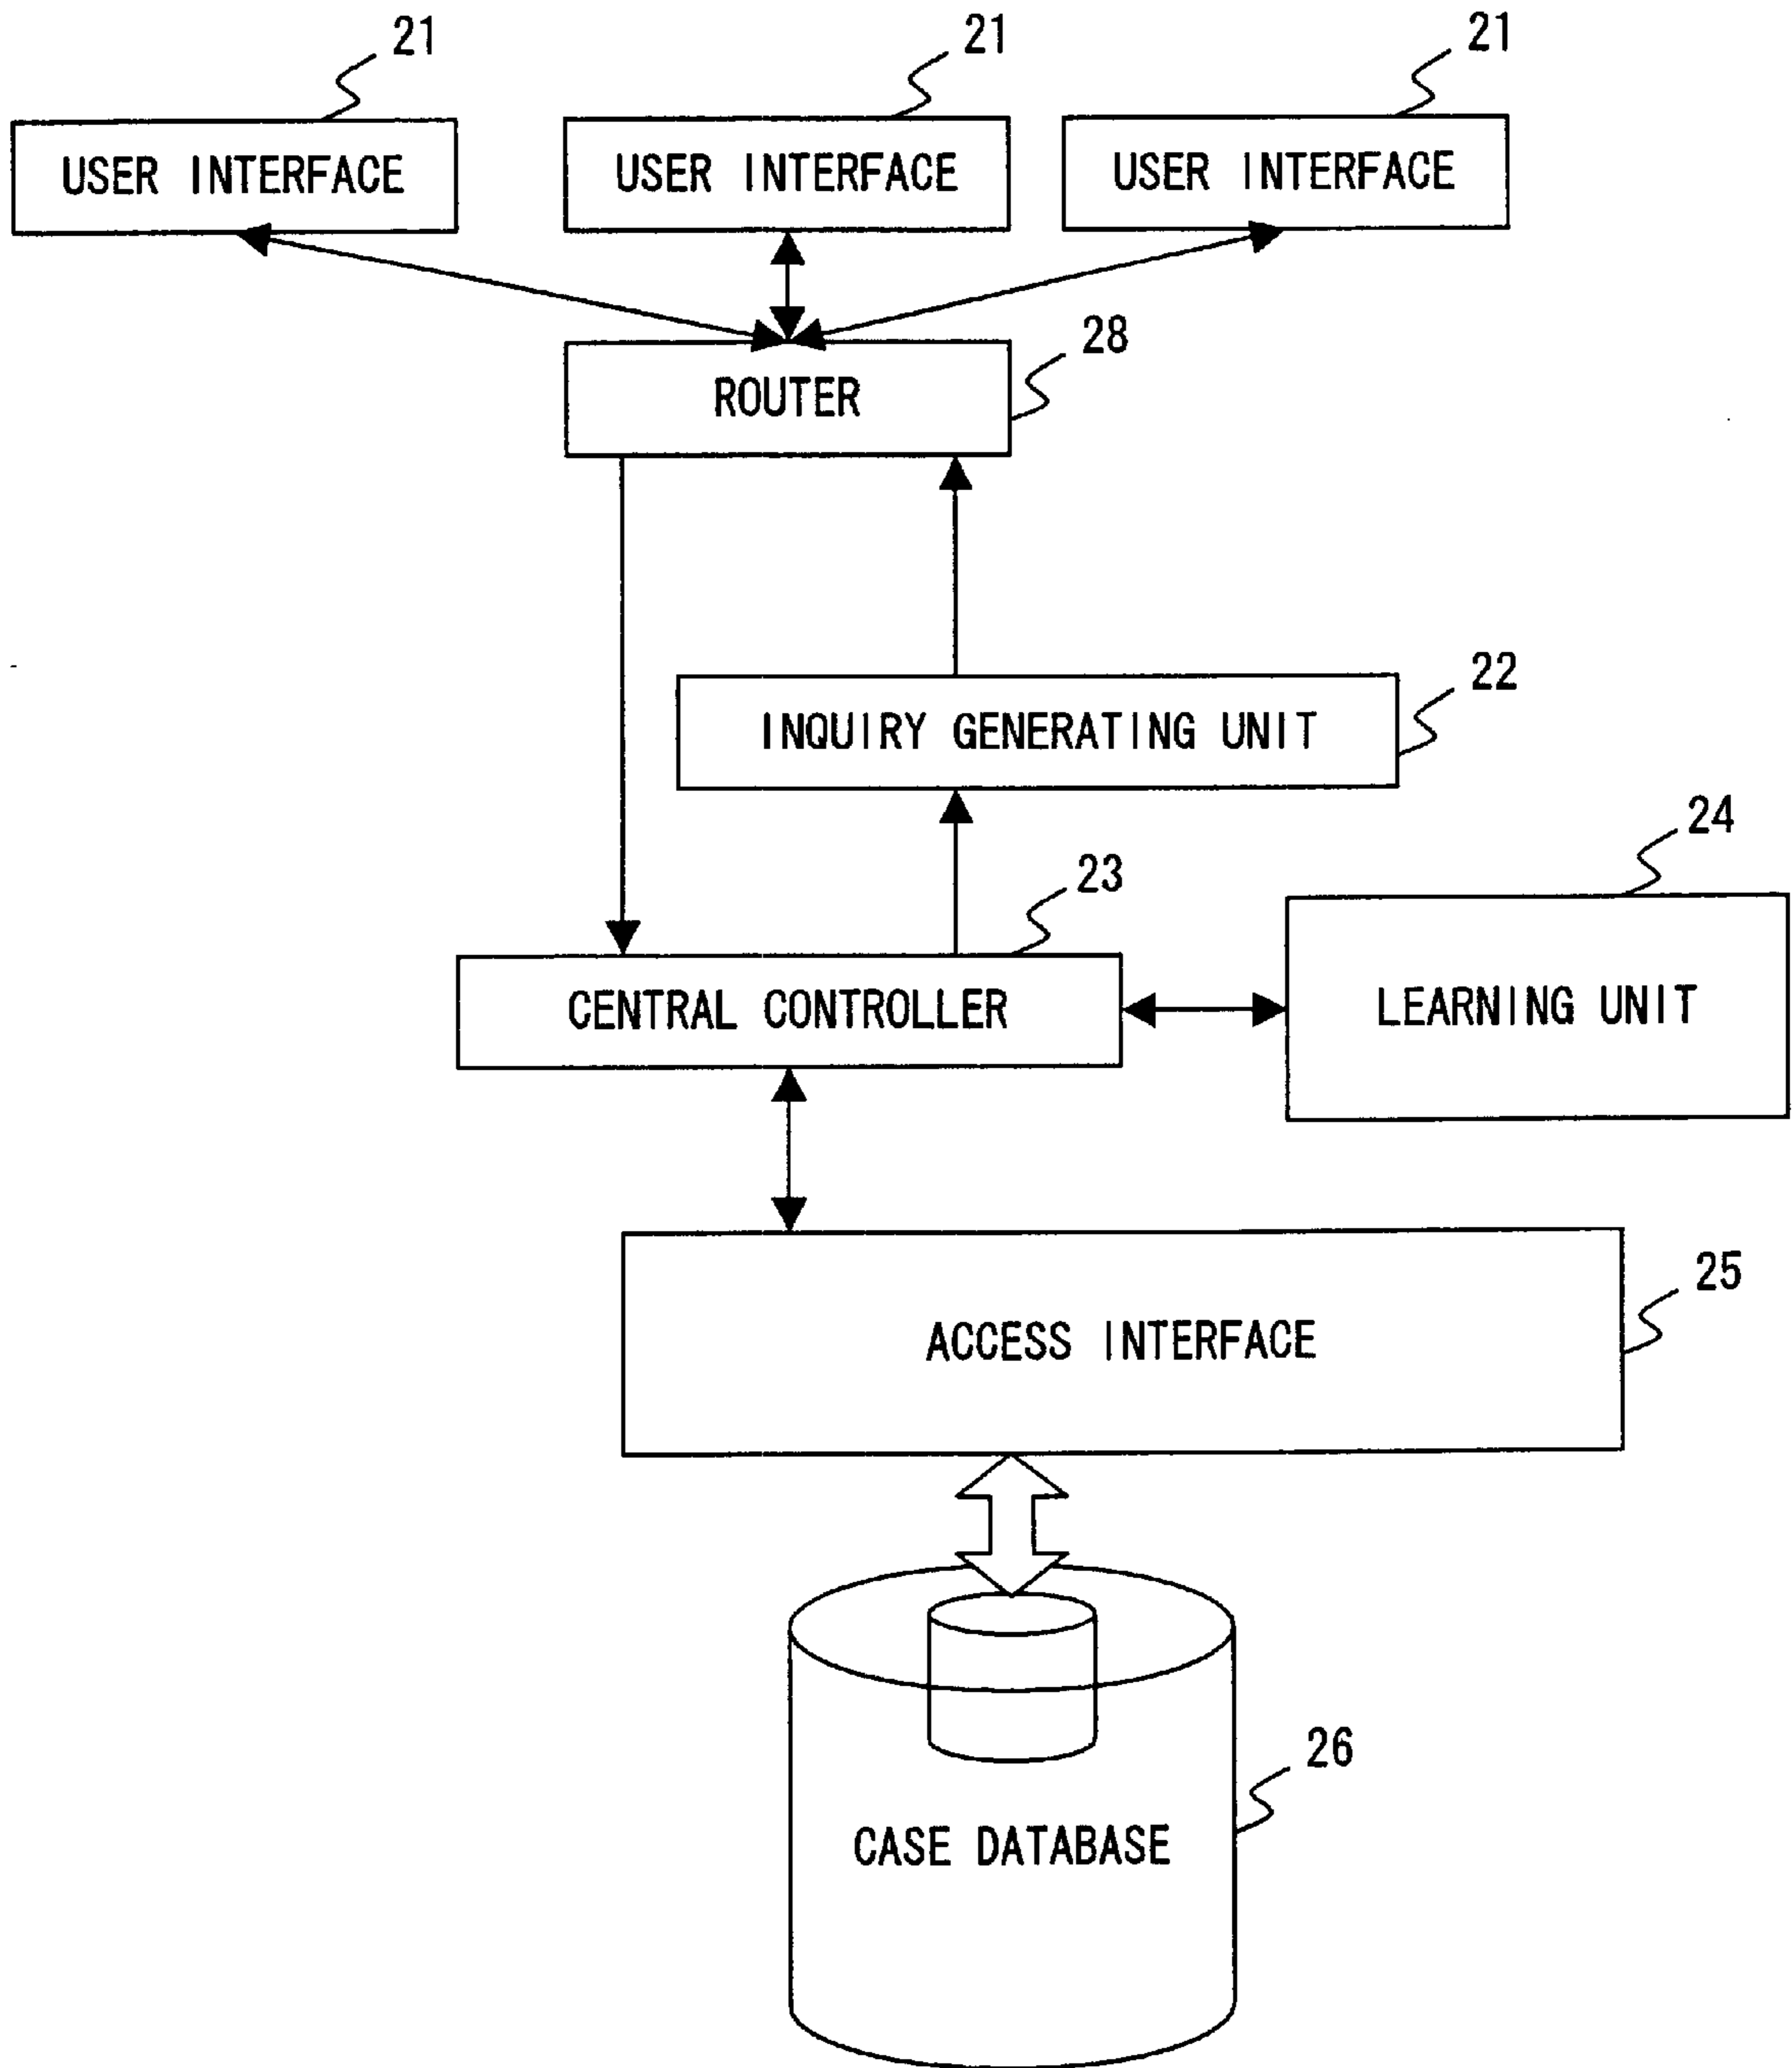 21 21 21
USER INTERFACE USER INTERFACE USER INTERFACE
28
ROUTER
22
INQUIRY GENERATING UNIT
24
23
CENTRAL CONTROLLER LEARNING UNIT
25
ACCESS INTERFACE
26
CASE DATABASE